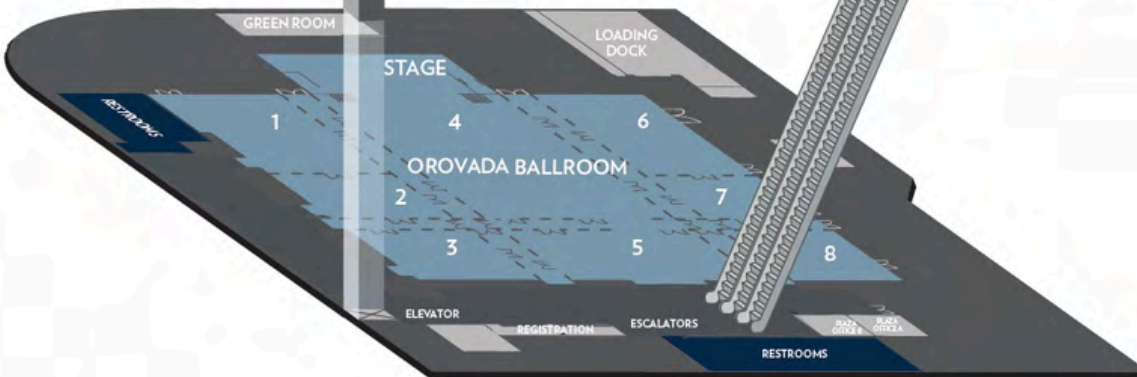 GREEN ROOM
LOADING
DOCK
STAGE
RESTROOMS
1
4
6
OROVADA BALLROOM
2
7
3
5
8
ELEVATOR
REGISTRATION
ESCALATORS
PLAZA
OFFICE B
PLAZA
OFFICE A
RESTROOMS